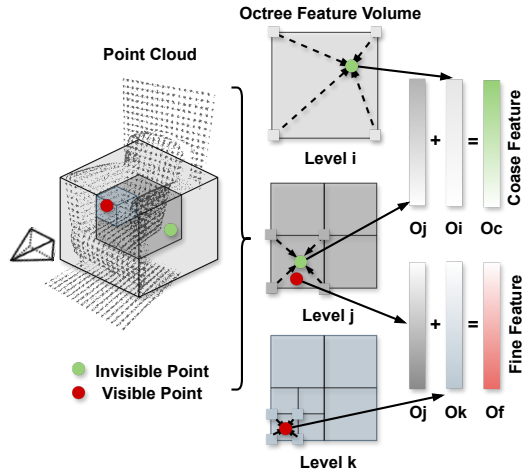 Octree Feature Volume
Point Cloud
Level i
Oj + Oi = Oc
Coase Feature
Level j
Invisible Point
Visible Point
Oj + Ok = Of
Fine Feature
Level k